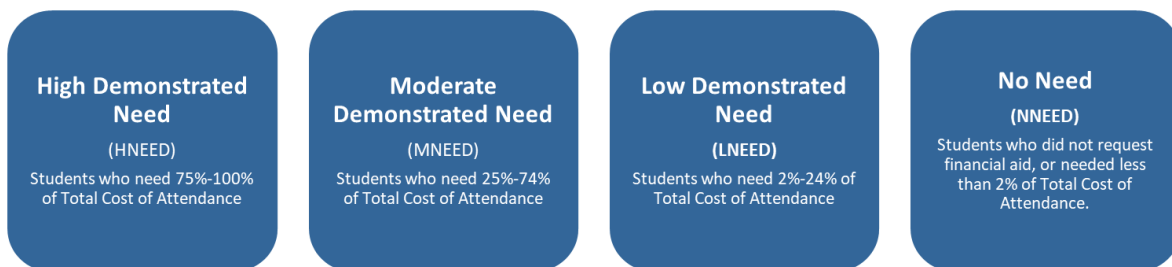 High Demonstrated
Need
(HNEED)
Students who need 75%-100%
of Total Cost of Attendance
Moderate
Demonstrated Need
(MNEED)
Students who need 25%-74%
of Total Cost of Attendance
Low Demonstrated
Need
(LNEED)
Students who need 2%-24% of
Total Cost of Attendance
No Need
(NNEED)
Students who did not request
financial aid, or needed less
than 2% of Total Cost of
Attendance.